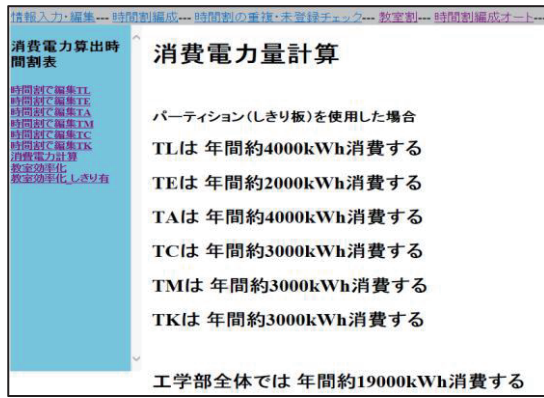 情報入力・編集--- 時間割編成--- 時間割の重複・未登録チェック--- 教室割--- 時間割編成オート---
消費電力算出時
間割表
時間割で編集TL
時間割で編集TE
時間割で編集TA
時間割で編集TM
時間割で編集TC
時間割で編集TK
消費電力計算
教室効率化
教室効率化_しきり有
消費電力量計算
パーティション（しきり板）を使用した場合
TLは 年間約4000kWh消費する
TEは 年間約2000kWh消費する
TAは 年間約4000kWh消費する
TCは 年間約3000kWh消費する
TMは 年間約3000kWh消費する
TKは 年間約3000kWh消費する
工学部全体では 年間約19000kWh消費する